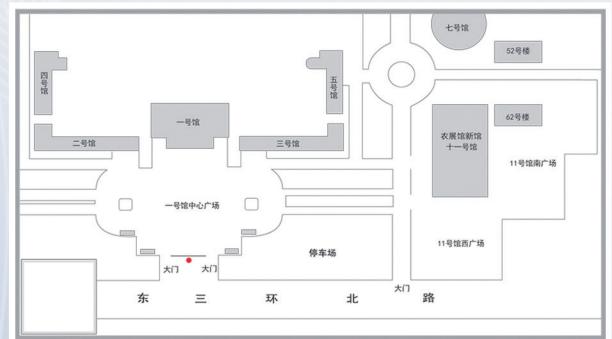 七号馆
52号楼
四号馆
五号馆
一号馆
62号楼
农展馆新馆
十一号馆
二号馆
三号馆
11号馆南广场
一号馆中心广场
11号馆西广场
停车场
大门
大门
大门
东三环北路